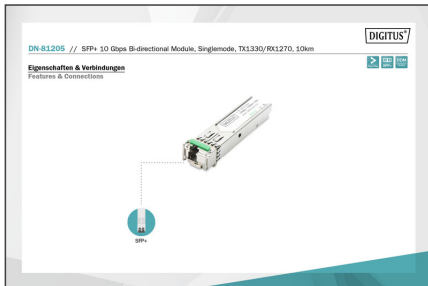 DIGITUS®
DN-81205 // SFP+ 10 Gbps Bi-directional Module, Singlemode, TX1330/RX1270, 10km
Eigenschaften & Verbindungen
Features & Connections
SFP+